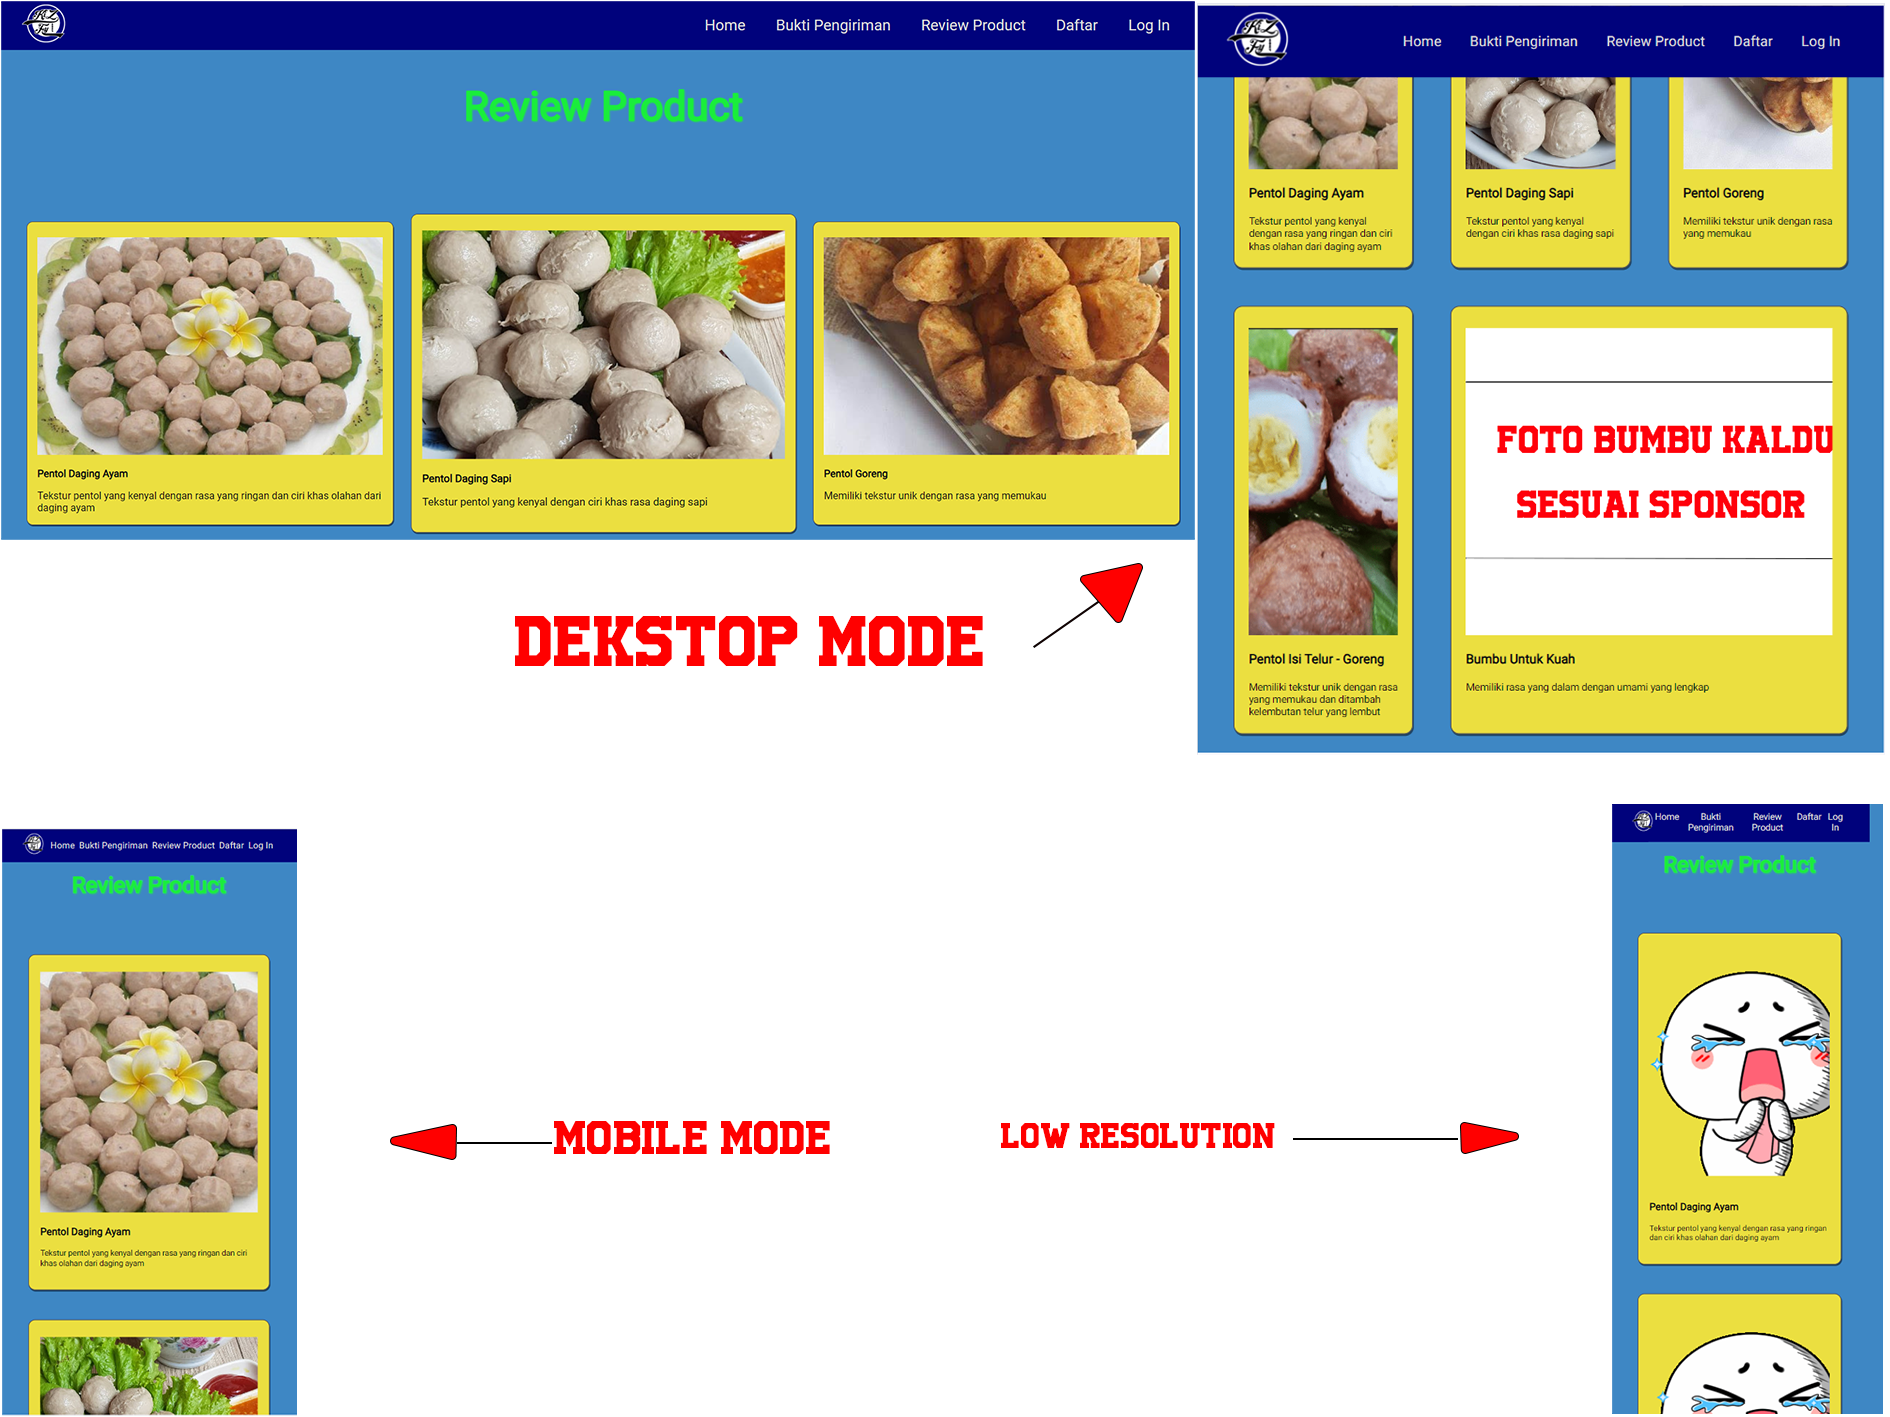 Home Bukti Pengiriman Review Product Daftar Log In
Review Product
Pentol Daging Ayam
Tekstur pentol yang kenyal dengan rasa yang ringan dan ciri khas olahan dari
daging ayam
Pentol Daging Sapi
Tekstur pentol yang kenyal dengan ciri khas rasa daging sapi
Pentol Goreng
Memiliki tekstur unik dengan rasa yang memukau
Home Bukti Pengiriman Review Product Daftar Log In
Pentol Daging Ayam
Tekstur pentol yang kenyal
dengan rasa yang ringan dan ciri
khas olahan dari daging ayam
Pentol Daging Sapi
Tekstur pentol yang kenyal
dengan ciri khas rasa daging sapi
Pentol Goreng
Memiliki tekstur unik dengan rasa
yang memukau
Pentol Isi Telur - Goreng
Memiliki tekstur unik dengan rasa
yang memukau dan ditambah
kelembutan telur yang lembut
FOTO BUMBU KALDU
SESUAI SPONSOR
Bumbu Untuk Kuah
Memiliki rasa yang dalam dengan umami yang lengkap
DEKSTOP MODE
Home Bukti Pengiriman Review Product Daftar Log In
Review Product
Pentol Daging Ayam
Tekstur pentol yang kenyal dengan rasa yang ringan dan ciri
khas olahan dari daging ayam
MOBILE MODE
LOW RESOLUTION
Home Bukti Review Daftar Log
Pengiriman Product In
Review Product
Pentol Daging Ayam
Tekstur pentol yang kenyal dengan rasa yang ringan
dan ciri khas olahan dari daging ayam